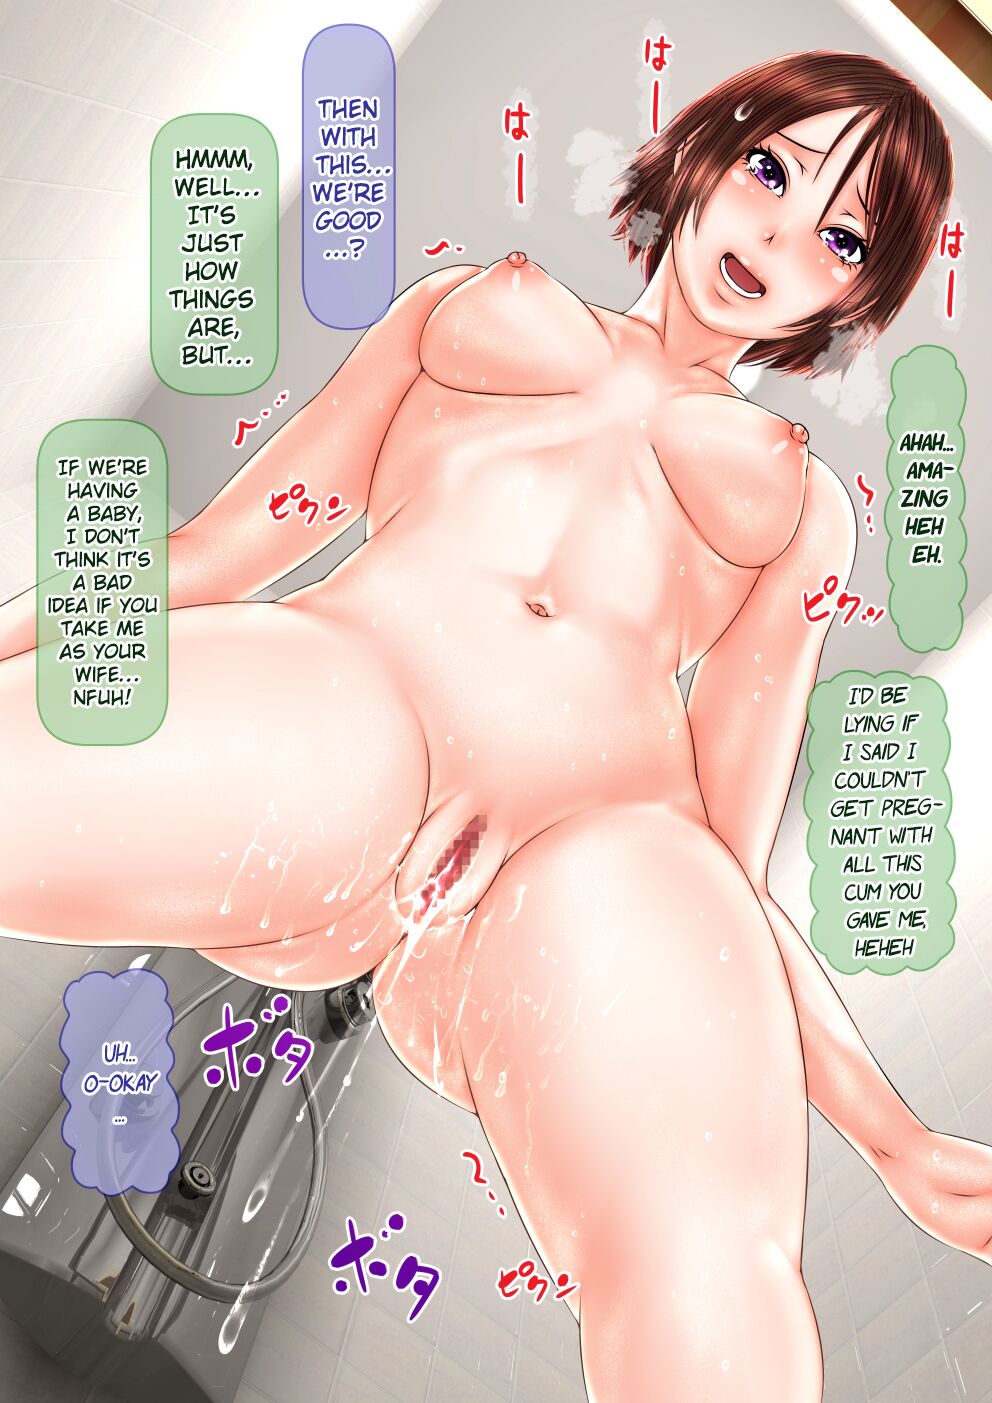 は
ー
は
ー
は
ー
AHAH...
AMA-
ZING
HEH
EH.
I'D BE
LYING IF
I SAID I
COULDN'T
GET PREG-
NANT WITH
ALL THIS
CUM YOU
GAVE ME,
HEHEH
THEN
WITH
THIS...
WE'RE
GOOD
...?
HMMM,
WELL...
IT'S
JUST
HOW
THINGS
ARE,
BUT...
IF WE'RE
HAVING
A BABY,
I DON'T
THINK IT'S
A BAD
IDEA IF YOU
TAKE ME
AS YOUR
WIFE...
NFUH!
UH...
O-OKAY
...
ピクン
ピクッ
ボタ
ボタ
ピクン